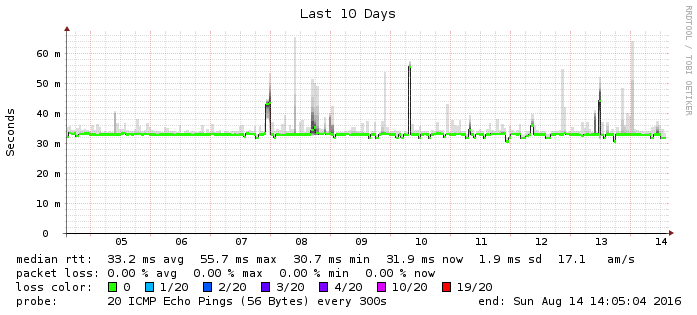 Last 10 Days
RRDTOOL / TOBI OETIKER
Seconds
60 m
50 m
40 m
30 m
20 m
10 m
0
05 06 07 08 09 10 11 12 13 14
median rtt: 33.2 ms avg 55.7 ms max 30.7 ms min 31.9 ms now 1.9 ms sd 17.1 am/s
packet loss: 0.00 % avg 0.00 % max 0.00 % min 0.00 % now
loss color: 0 1/20 2/20 3/20 4/20 10/20 19/20
probe: 20 ICMP Echo Pings (56 Bytes) every 300s end: Sun Aug 14 14:05:04 2016